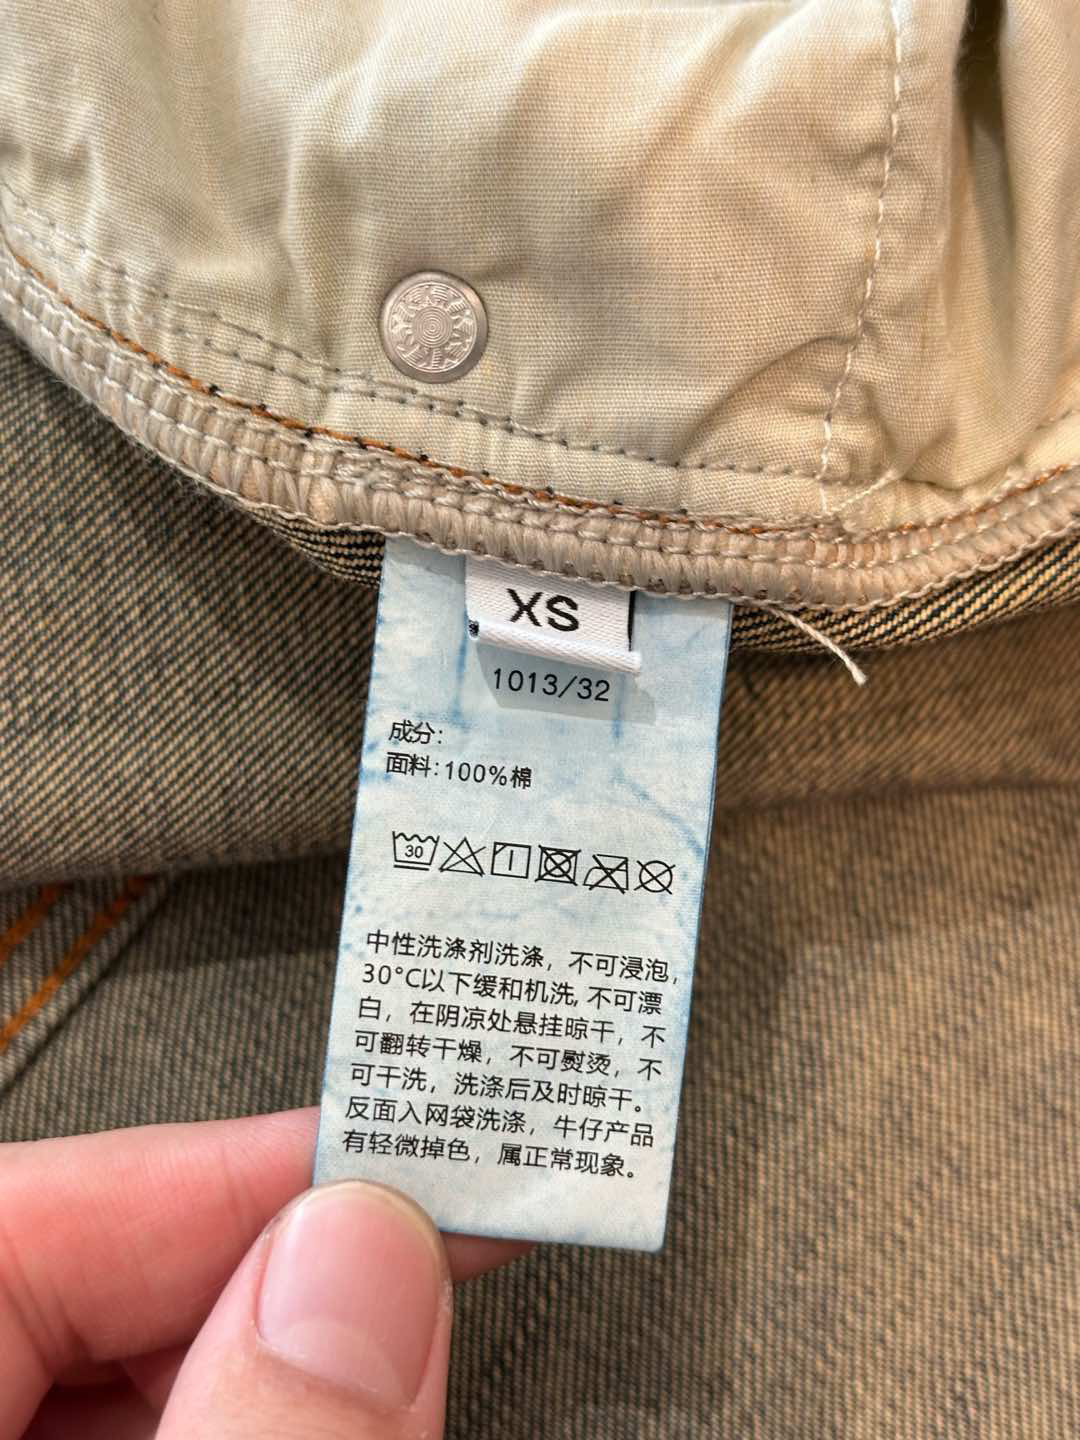 XS
1013/32
成分：
面料：100%棉
30
中性洗涤剂洗涤，不可浸泡，
30°C以下缓和机洗，不可漂
白，在阴凉处悬挂晾干，不
可翻转干燥，不可熨烫，不
可干洗，洗涤后及时晾干。
反面入网袋洗涤，牛仔产品
有轻微掉色，属正常现象。